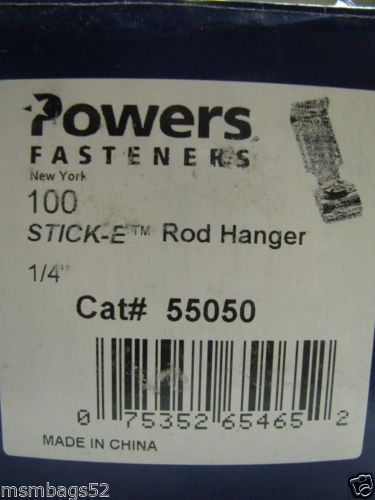 Powers
FASTENERS
New York
100
STICK-E™ Rod Hanger
1/4"
Cat# 55050
0 75352 65465 2
MADE IN CHINA
msmbags52